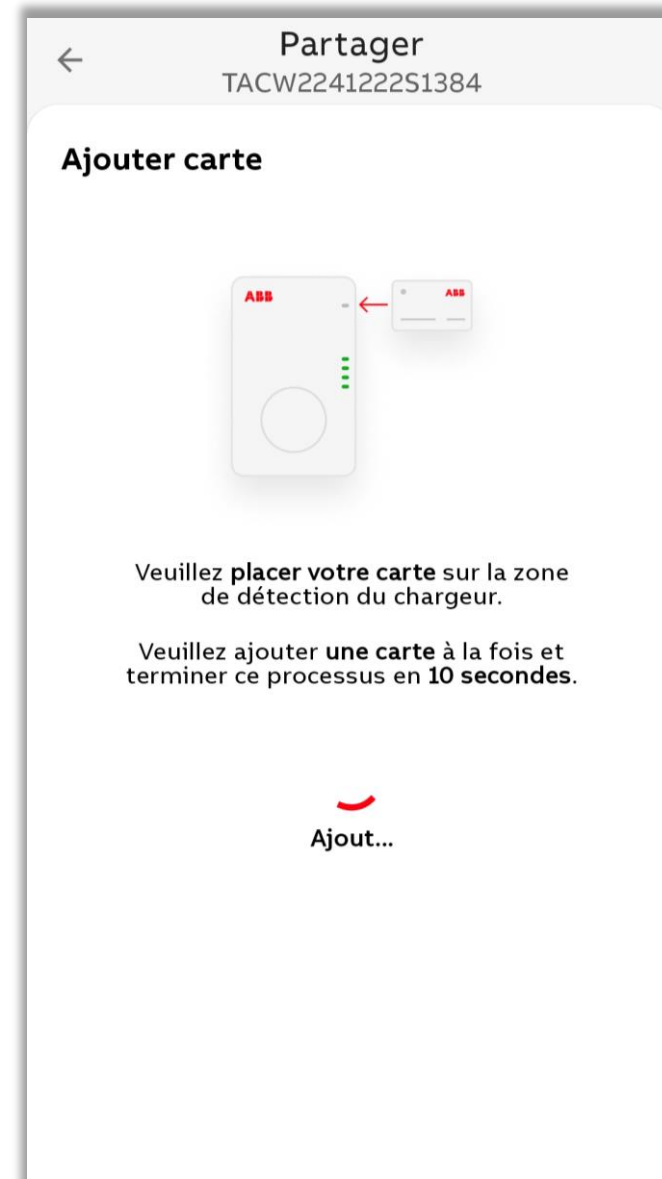 Partager
TACW2241222S1384
Ajouter carte
ABB
ABB
Veuillez placer votre carte sur la zone
de détection du chargeur.
Veuillez ajouter une carte à la fois et
terminer ce processus en 10 secondes.
Ajout...